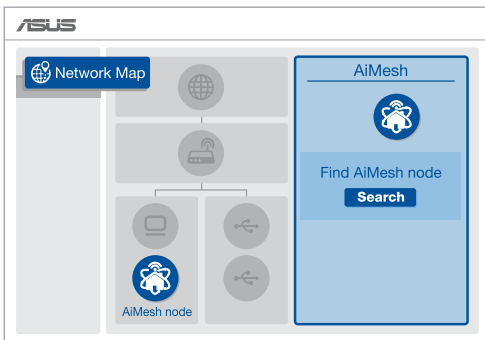 ASUS
Network Map
AiMesh
Find AiMesh node
Search
AiMesh node